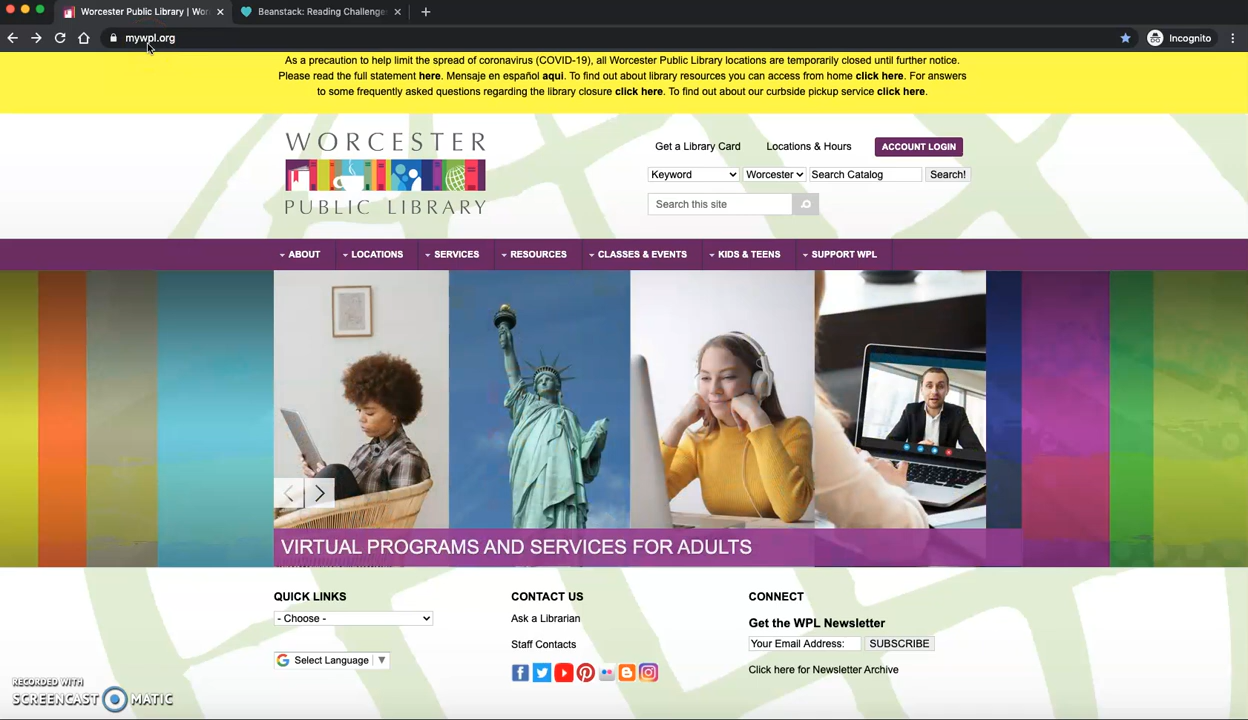 Worcester Public Library | Wor
Beanstack: Reading Challenge
mywpl.org
Incognito
As a precaution to help limit the spread of coronavirus (COVID-19), all Worcester Public Library locations are temporarily closed until further notice.
Please read the full statement here. Mensaje en español aqui. To find out about library resources you can access from home click here. For answers
to some frequently asked questions regarding the library closure click here. To find out about our curbside pickup service click here.
WORCESTER
PUBLIC LIBRARY
Get a Library Card
Locations & Hours
ACCOUNT LOGIN
Keyword
Worcester
Search Catalog
Search!
Search this site
ABOUT
LOCATIONS
SERVICES
RESOURCES
CLASSES & EVENTS
KIDS & TEENS
SUPPORT WPL
VIRTUAL PROGRAMS AND SERVICES FOR ADULTS
QUICK LINKS
- Choose -
Select Language
CONTACT US
Ask a Librarian
Staff Contacts
CONNECT
Get the WPL Newsletter
Your Email Address:
SUBSCRIBE
Click here for Newsletter Archive
RECORDED WITH
SCREENCAST MATIC